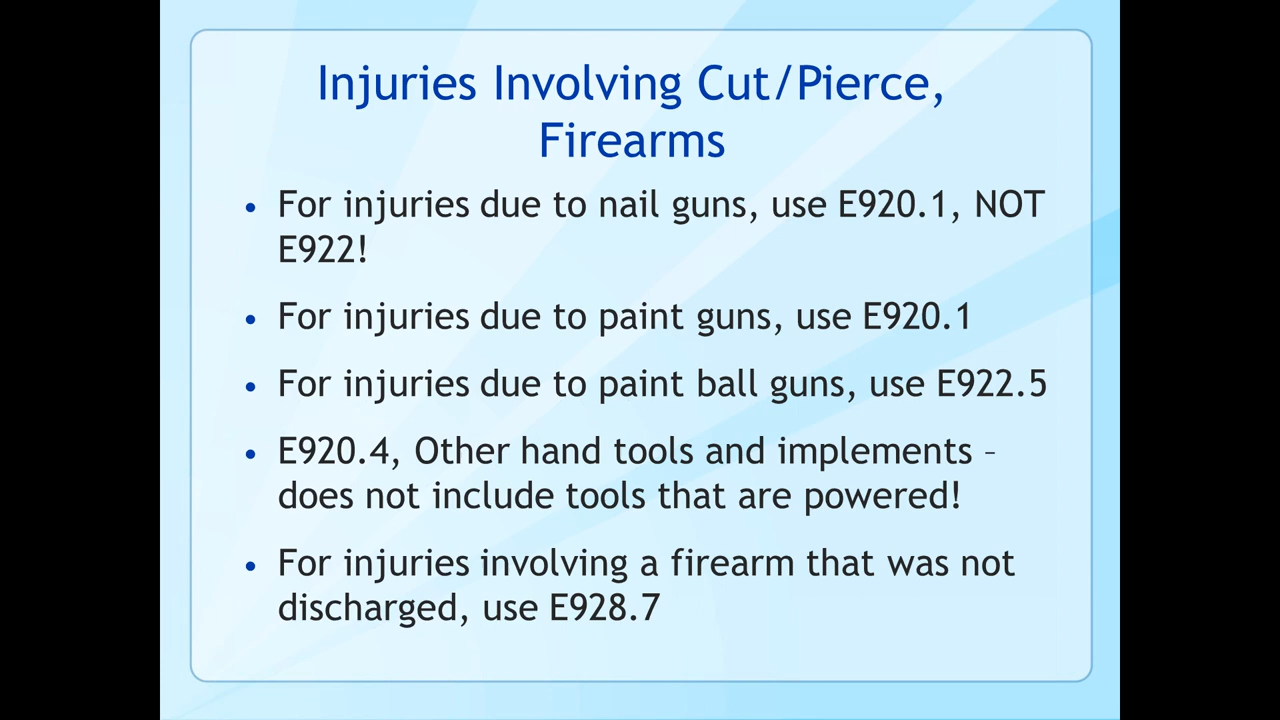 Injuries Involving Cut/Pierce,
Firearms
• For injuries due to nail guns, use E920.1, NOT
E922!
• For injuries due to paint guns, use E920.1
• For injuries due to paint ball guns, use E922.5
• E920.4, Other hand tools and implements –
does not include tools that are powered!
• For injuries involving a firearm that was not
discharged, use E928.7